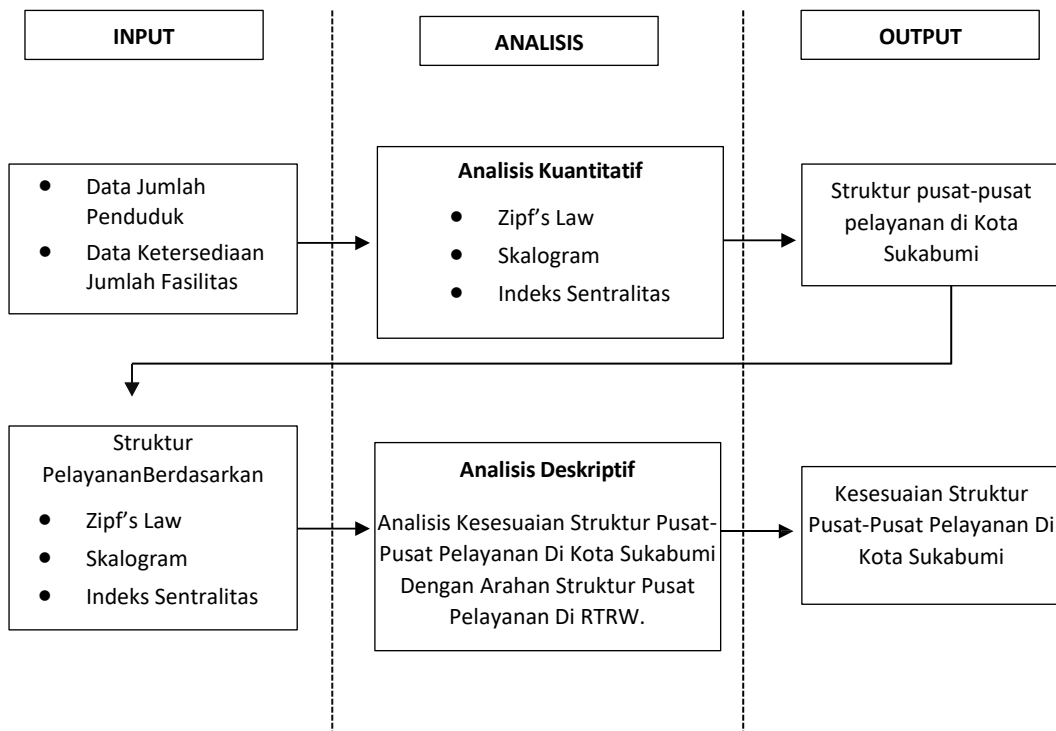 INPUT
ANALISIS
OUTPUT
● Data Jumlah
Penduduk
● Data Ketersediaan
Jumlah Fasilitas
Analisis Kuantitatif
● Zipf’s Law
● Skalogram
● Indeks Sentralitas
Struktur pusat-pusat
pelayanan di Kota
Sukabumi
Struktur
PelayananBerdasarkan
● Zipf’s Law
● Skalogram
● Indeks Sentralitas
Analisis Deskriptif
Analisis Kesesuaian Struktur Pusat-
Pusat Pelayanan Di Kota Sukabumi
Dengan Arahan Struktur Pusat
Pelayanan Di RTRW.
Kesesuaian Struktur
Pusat-Pusat Pelayanan Di
Kota Sukabumi